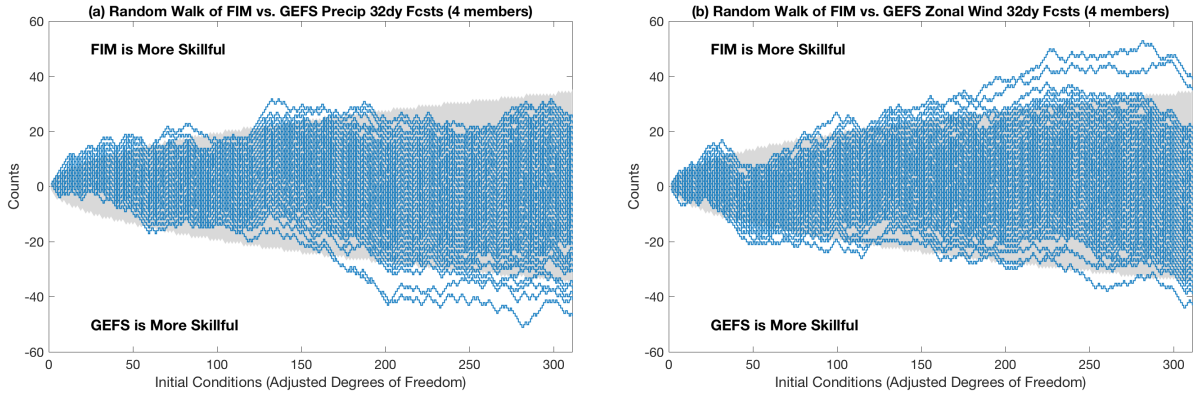 (a) Random Walk of FIM vs. GEFS Precip 32dy Fcsts (4 members)
60
FIM is More Skillful
40
20
0
-20
-40
GEFS is More Skillful
-60
Counts
0 50 100 150 200 250 300
Initial Conditions (Adjusted Degrees of Freedom)
(b) Random Walk of FIM vs. GEFS Zonal Wind 32dy Fcsts (4 members)
60
FIM is More Skillful
40
20
0
-20
-40
GEFS is More Skillful
-60
Counts
0 50 100 150 200 250 300
Initial Conditions (Adjusted Degrees of Freedom)